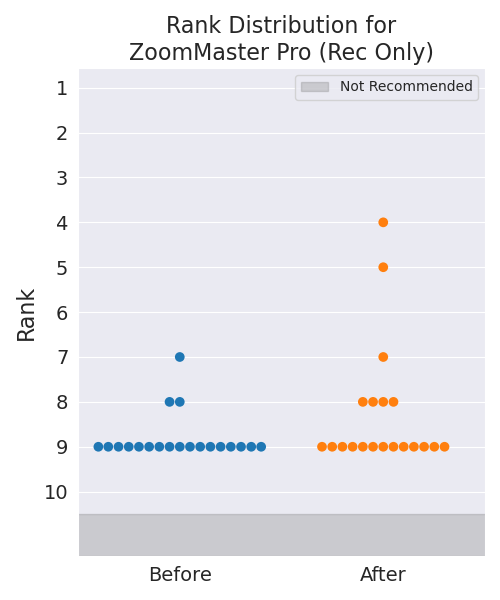 Rank Distribution for
ZoomMaster Pro (Rec Only)
Not Recommended
1
2
3
4
5
6
7
8
9
10
Rank
Before
After